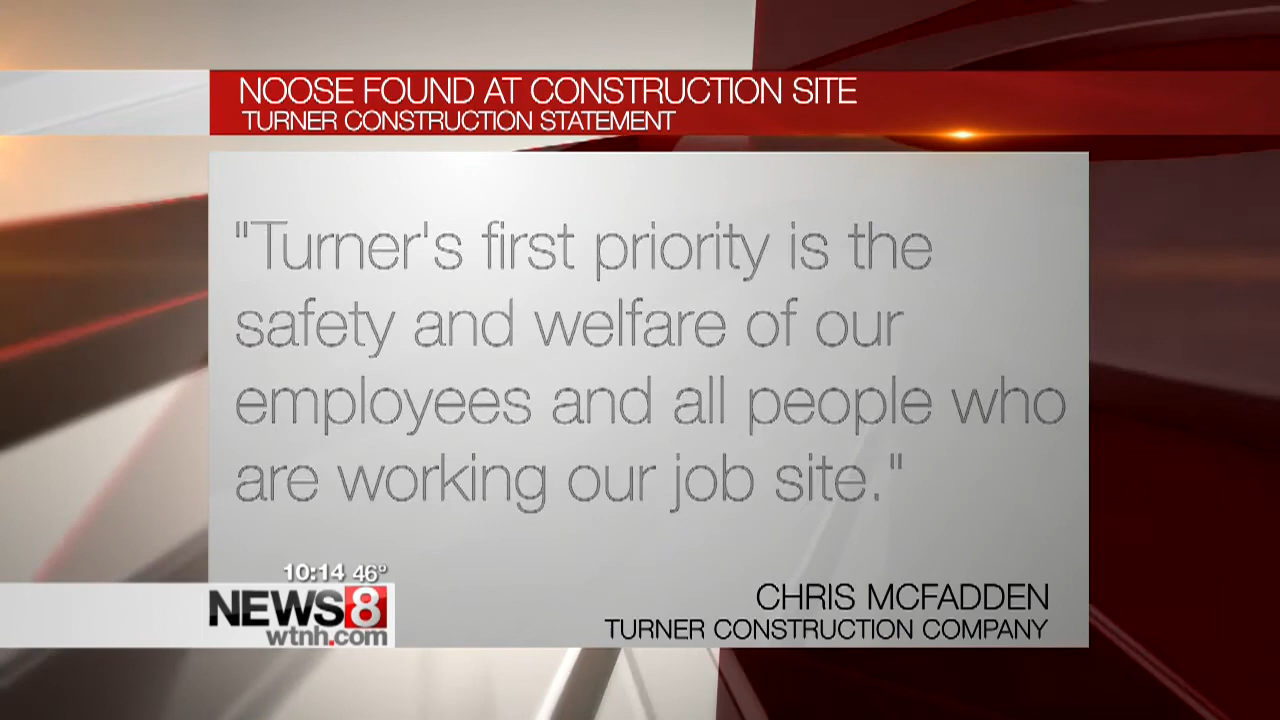 NOOSE FOUND AT CONSTRUCTION SITE
TURNER CONSTRUCTION STATEMENT
"Turner's first priority is the
safety and welfare of our
employees and all people who
are working our job site."
CHRIS MCFADDEN
TURNER CONSTRUCTION COMPANY
10:14 46°
NEWS8
wtnh.com